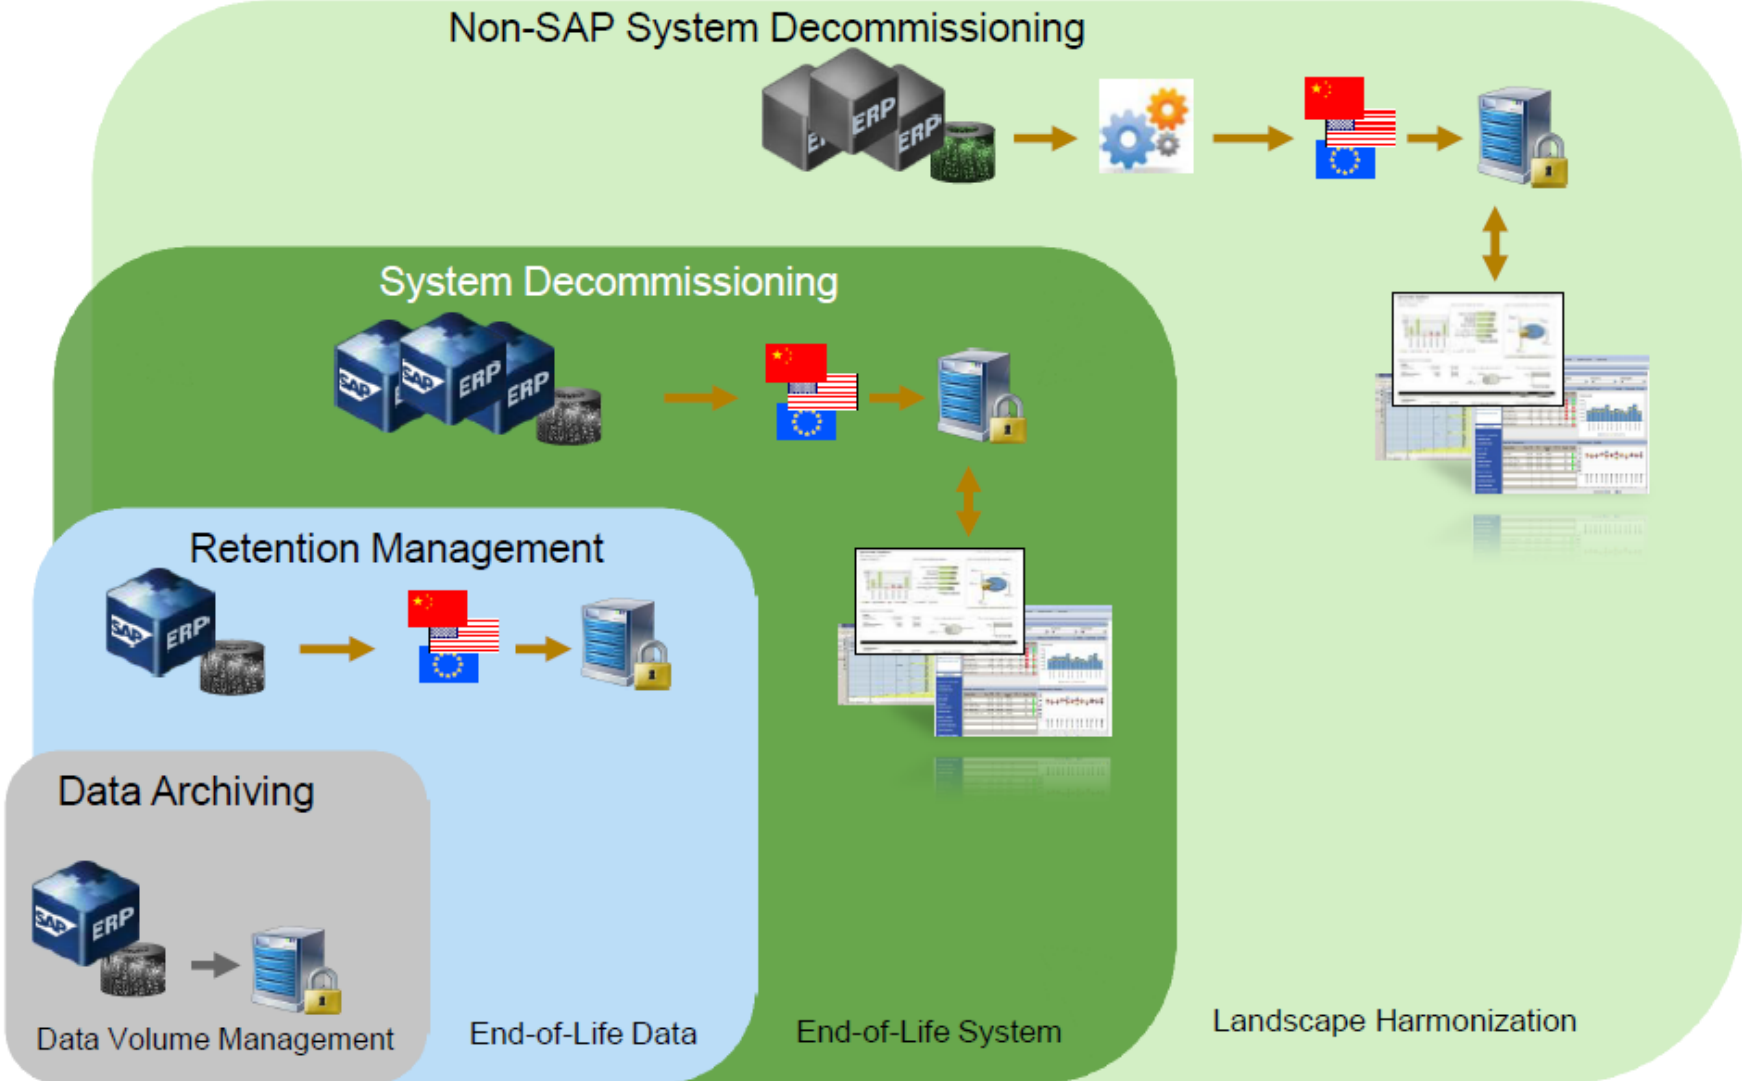 Non-SAP System Decommissioning
ERP
ERP
System Decommissioning
SAP
SAP
ERP
ERP
Retention Management
SAP
ERP
Data Archiving
SAP
ERP
Data Volume Management
End-of-Life Data
End-of-Life System
Landscape Harmonization